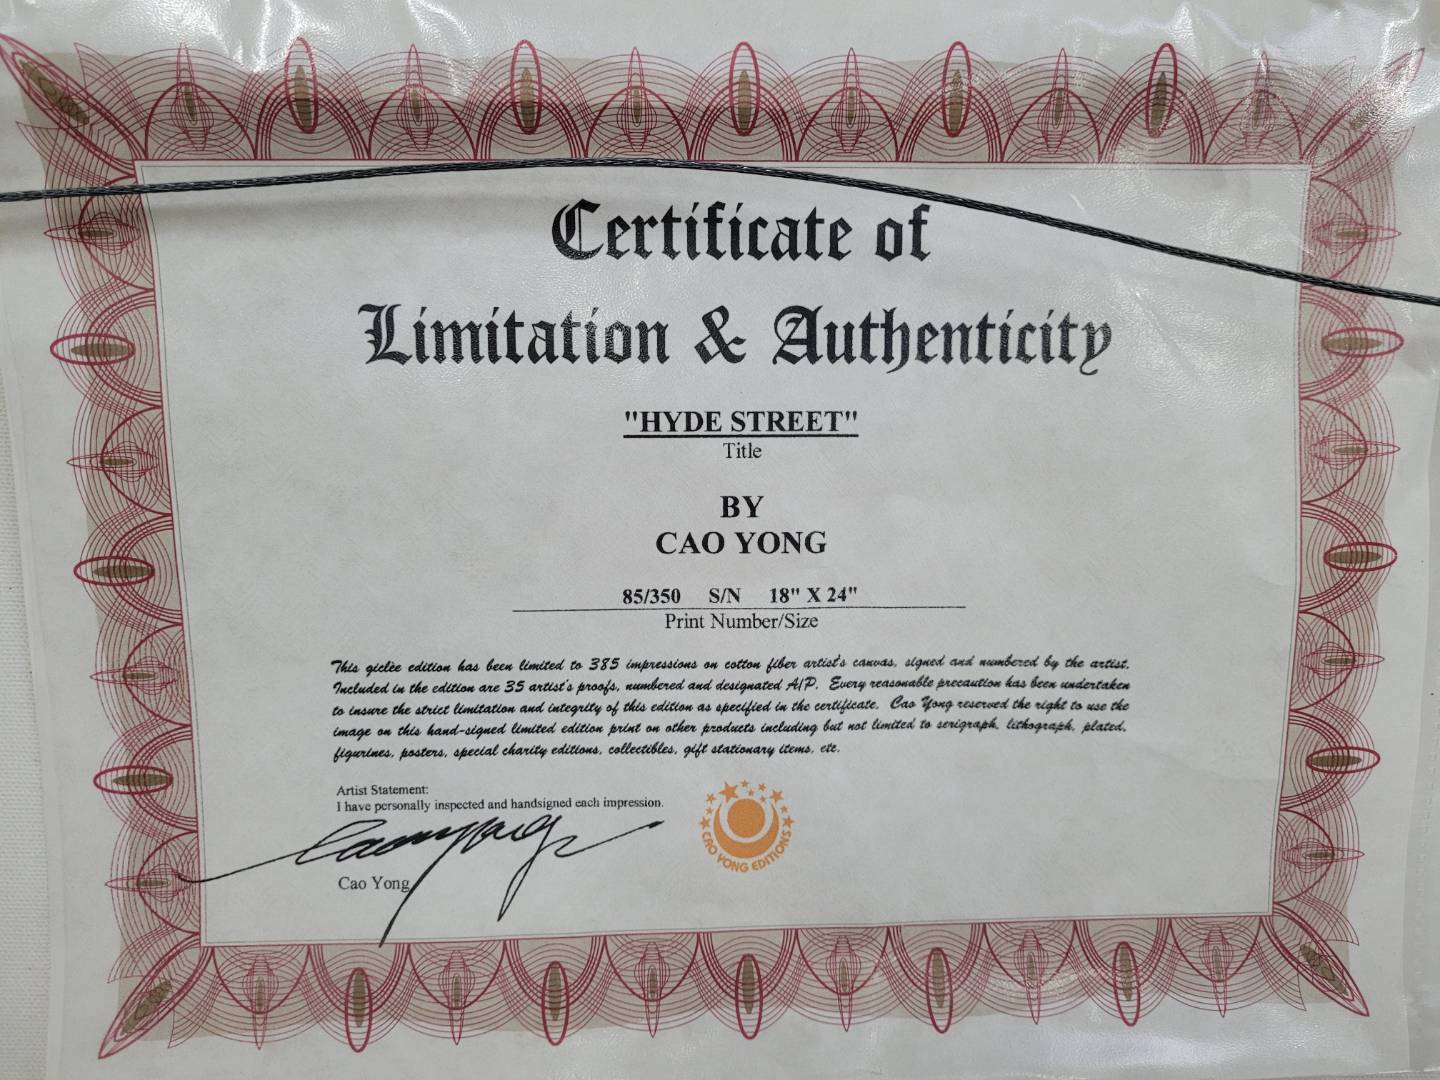 Certificate of
Limitation & Authenticity
"HYDE STREET"
Title
BY
CAO YONG
85/350 S/N 18" X 24"
Print Number/Size
This giclee edition has been limited to 385 impressions on cotton fiber artist's canvas, signed and numbered by the artist.
Included in the edition are 35 artist's proofs, numbered and designated A/P. Every reasonable precaution has been undertaken
to insure the strict limitation and integrity of this edition as specified in the certificate. Cao Yong reserved the right to use the
image on this hand-signed limited edition print on other products including but not limited to serigraph, lithograph, plated,
figurines, posters, special charity editions, collectibles, gift stationary items, etc.
Artist Statement:
I have personally inspected and handsigned each impression.
Caoyong
Cao Yong
CAO YONG EDITIONS